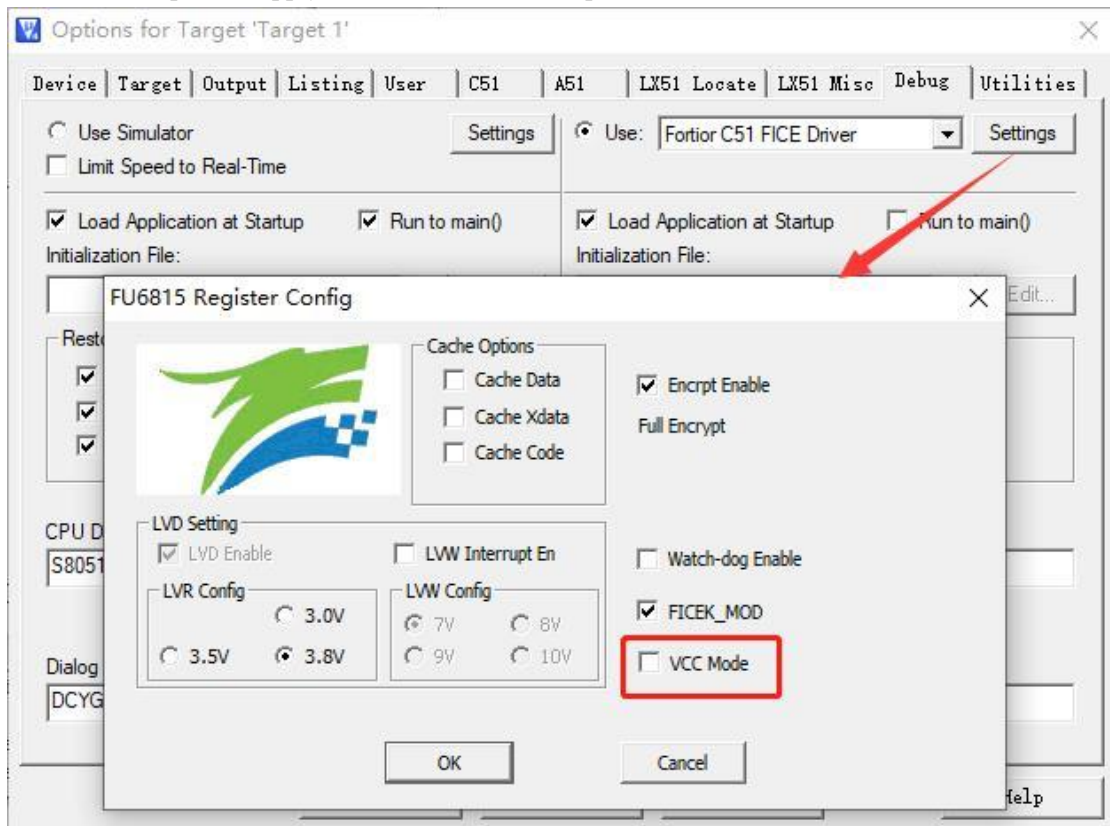 Options for Target 'Target 1'
Device Target Output Listing User C51 A51 LX51 Locate LX51 Misc Debug Utilities
Use Simulator Settings Use: Fortior C51 FICE Driver Settings
Limit Speed to Real-Time
Load Application at Startup Run to main() Load Application at Startup Run to main()
Initialization File: Initialization File:
Edit...
FU6815 Register Config
Cache Options
Cache Data
Encrpt Enable
Cache Xdata
Full Encrypt
Cache Code
LVD Setting
LVD Enable LVW Interrupt En
Watch-dog Enable
LVR Config LVW Config
3.0V 7V 8V
FICEK_MOD
3.5V 3.8V 9V 10V
VCC Mode
CPU D
S8051
Dialog
DCYG
OK Cancel